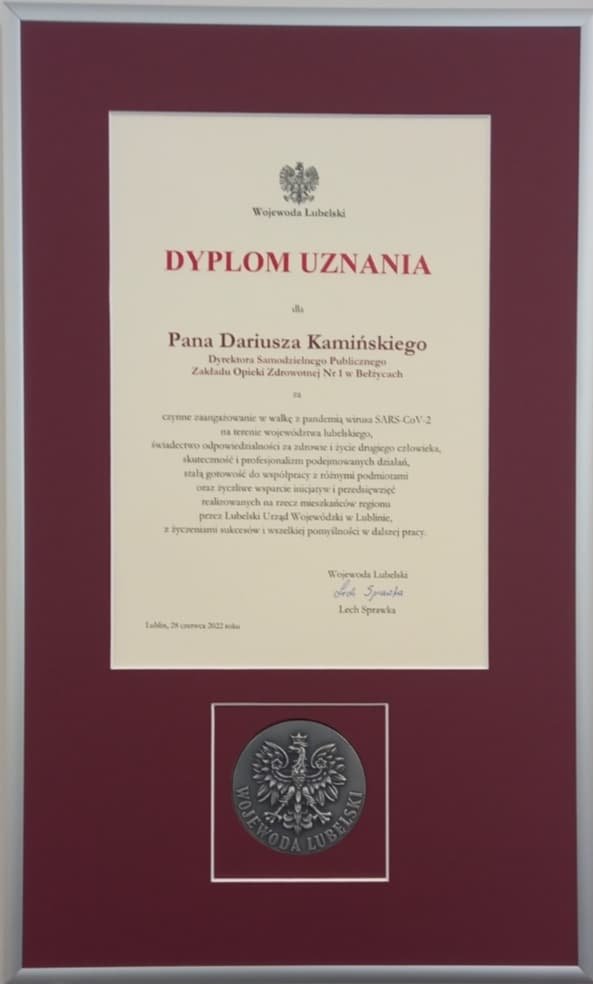 Wojewoda Lubelski
DYPLOM UZNANIA
dla
Pana Dariusza Kamińskiego
Dyrektora Samodzielnego Publicznego
Zakładu Opieki Zdrowotnej Nr 1 w Bełżycach
za
czynne zaangażowanie w walkę z pandemią wirusa SARS-CoV-2
na terenie województwa lubelskiego,
świadectwo odpowiedzialności za zdrowie i życie drugiego człowieka,
skuteczność i profesjonalizm podejmowanych działań,
stałą gotowość do współpracy z różnymi podmiotami
oraz życzliwe wsparcie inicjatyw i przedsięwzięć
realizowanych na rzecz mieszkańców regionu
przez Lubelski Urząd Wojewódzki w Lublinie,
z życzeniami sukcesów i wszelkiej pomyślności w dalszej pracy.
Wojewoda Lubelski
Lech Sprawka
Lech Sprawka
Lublin, 28 czerwca 2022 roku
WOJEWODA LUBELSKI